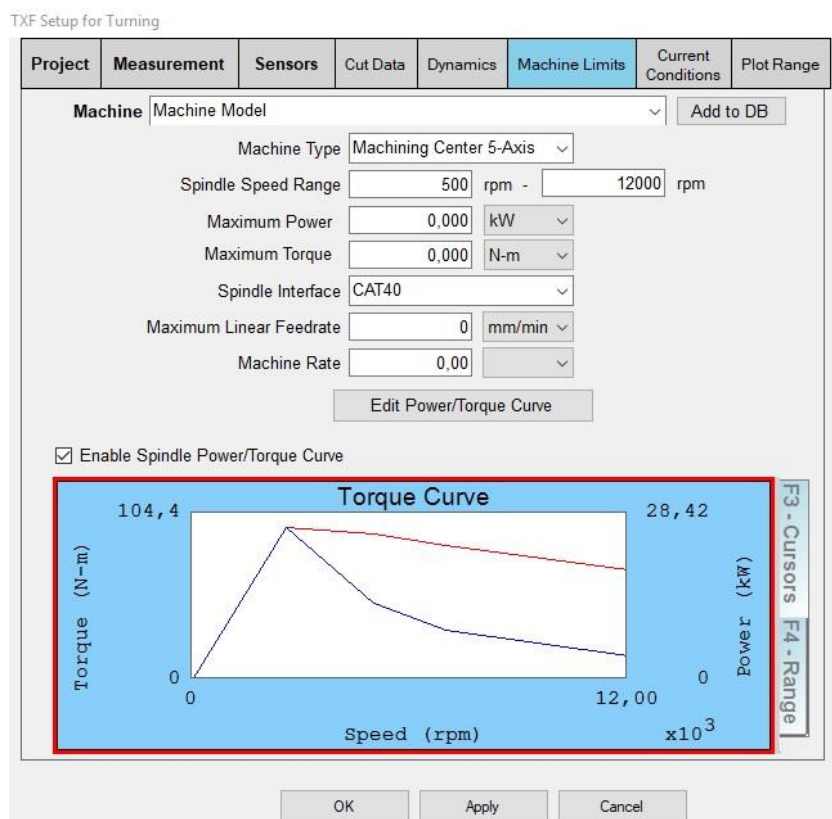 TXF Setup for Turning
Project Measurement Sensors Cut Data Dynamics Machine Limits Current Conditions Plot Range
Machine Machine Model Add to DB
Machine Type Machining Center 5-Axis
Spindle Speed Range 500 rpm - 12000 rpm
Maximum Power 0,000 kW
Maximum Torque 0,000 N-m
Spindle Interface CAT40
Maximum Linear Feedrate 0 mm/min
Machine Rate 0,00
Edit Power/Torque Curve
Enable Spindle Power/Torque Curve
Torque Curve
104,4 28,42
Torque (N-m)
Power (kW)
0 0
0 12,00
Speed (rpm) x10³
F3 - Cursors
F4 - Range
OK Apply Cancel